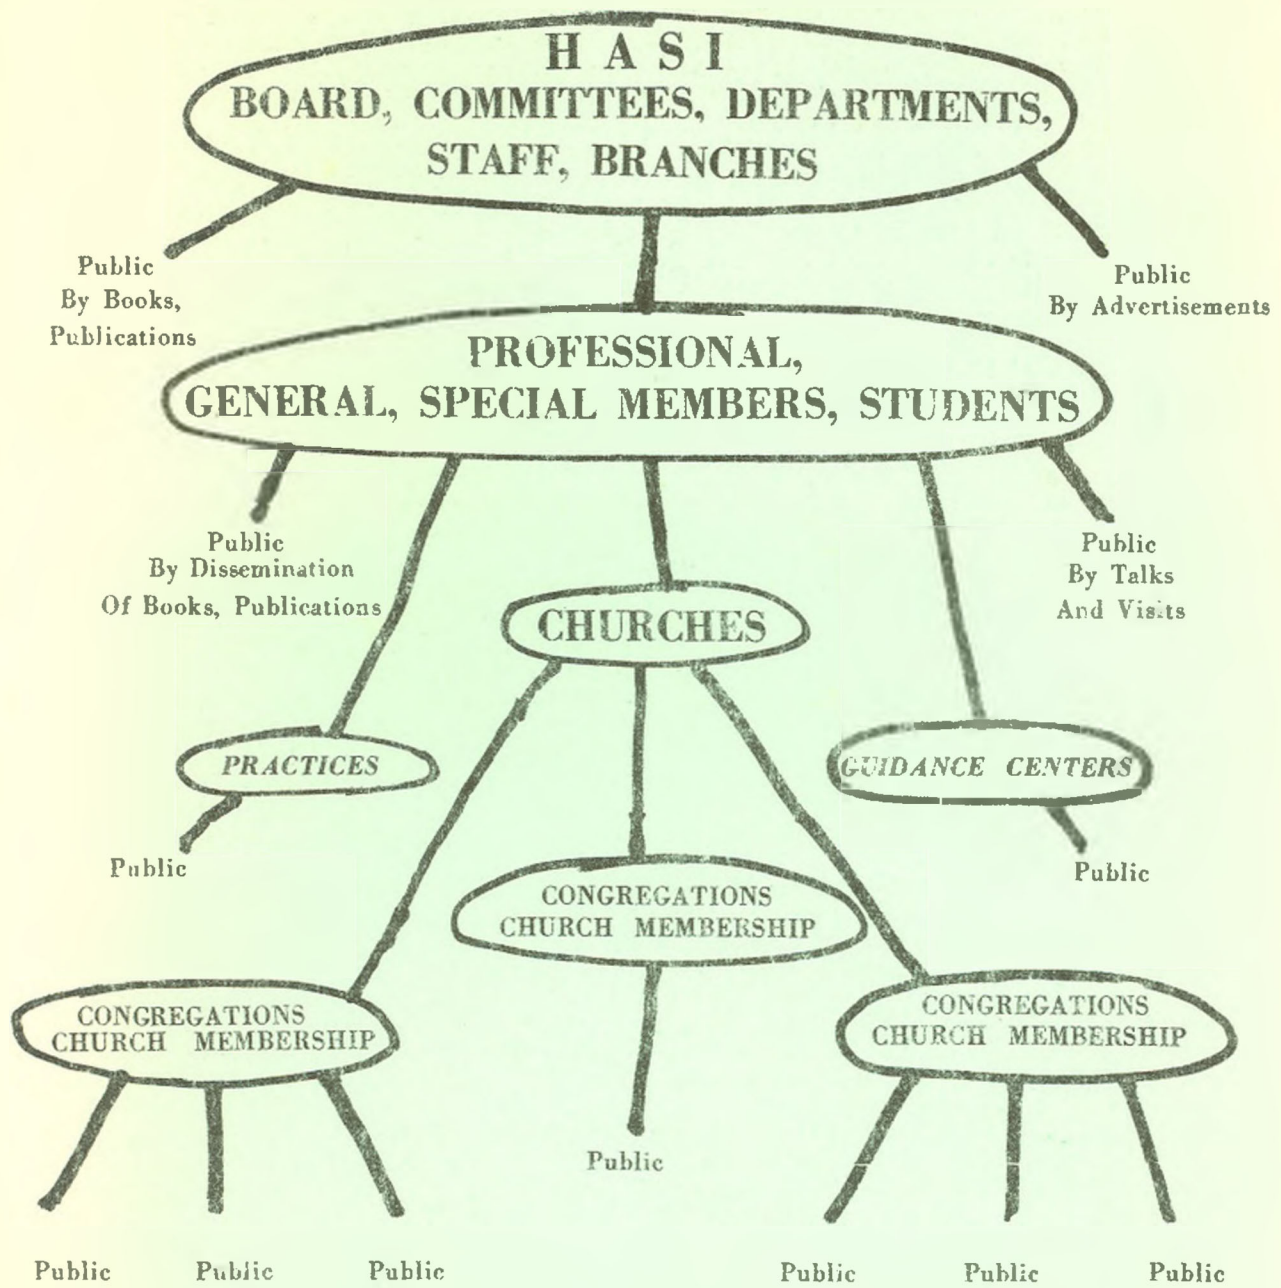 H A S I
BOARD, COMMITTEES, DEPARTMENTS,
STAFF, BRANCHES
Public
By Books,
Publications
Public
By Advertisements
PROFESSIONAL,
GENERAL, SPECIAL MEMBERS, STUDENTS
Public
By Dissemination
Of Books, Publications
Public
By Talks
And Visits
CHURCHES
PRACTICES
GUIDANCE CENTERS
Public
Public
CONGREGATIONS
CHURCH MEMBERSHIP
CONGREGATIONS
CHURCH MEMBERSHIP
CONGREGATIONS
CHURCH MEMBERSHIP
Public
Public
Public
Public
Public
Public
Public